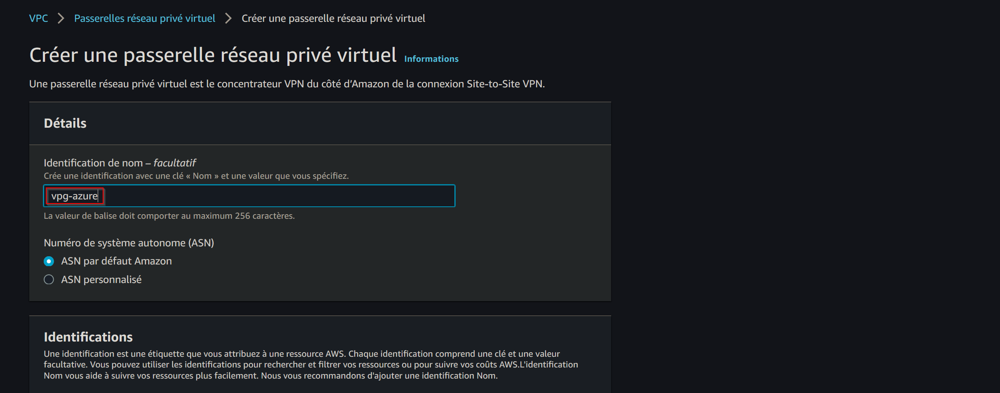 VPC > Passerelles réseau privé virtuel > Créer une passerelle réseau privé virtuel
Créer une passerelle réseau privé virtuel Informations
Une passerelle réseau privé virtuel est le concentrateur VPN du côté d’Amazon de la connexion Site-to-Site VPN.
Détails
Identification de nom – facultatif
Crée une identification avec une clé « Nom » et une valeur que vous spécifiez.
vpg-azure
La valeur de balise doit comporter au maximum 256 caractères.
Numéro de système autonome (ASN)
ASN par défaut Amazon
ASN personnalisé
Identifications
Une identification est une étiquette que vous attribuez à une ressource AWS. Chaque identification comprend une clé et une valeur
facultative. Vous pouvez utiliser les identifications pour rechercher et filtrer vos ressources ou pour suivre vos coûts AWS.L'identification
Nom vous aide à suivre vos ressources plus facilement. Nous vous recommandons d'ajouter une identification Nom.